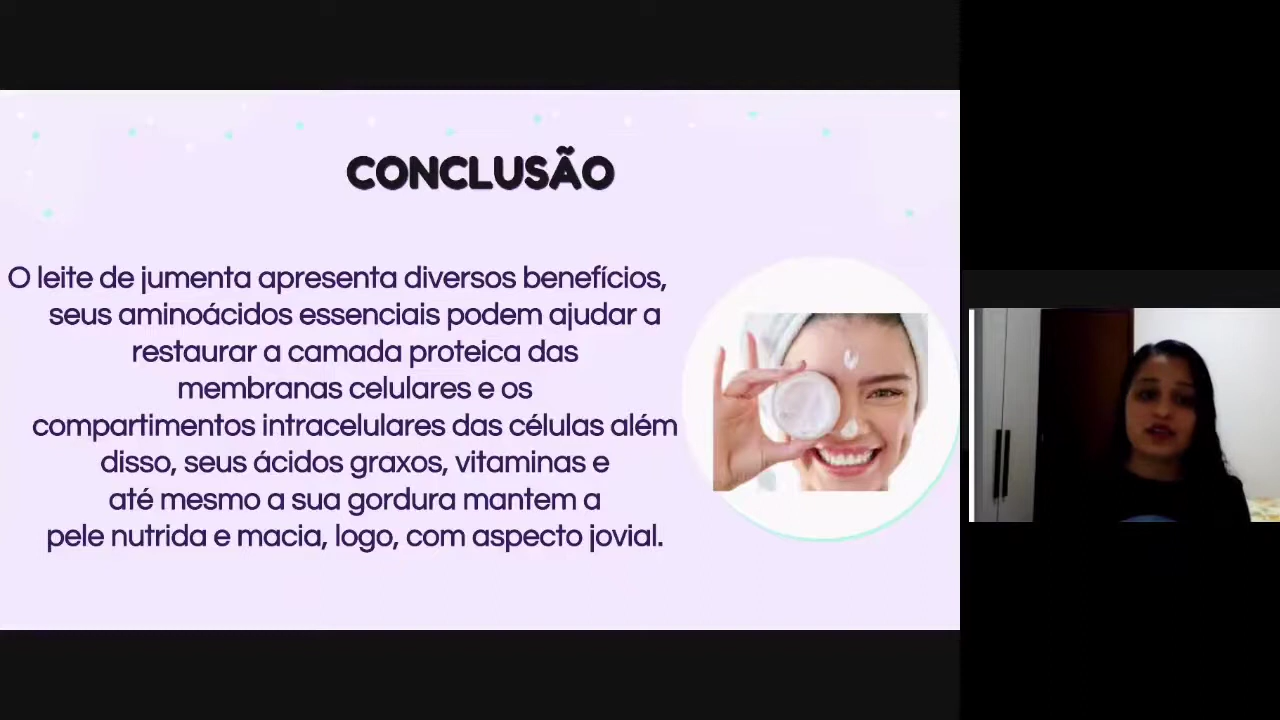 CONCLUSÃO
O leite de jumenta apresenta diversos benefícios,
seus aminoácidos essenciais podem ajudar a
restaurar a camada proteica das
membranas celulares e os
compartimentos intracelulares das células além
disso, seus ácidos graxos, vitaminas e
até mesmo a sua gordura mantem a
pele nutrida e macia, logo, com aspecto jovial.